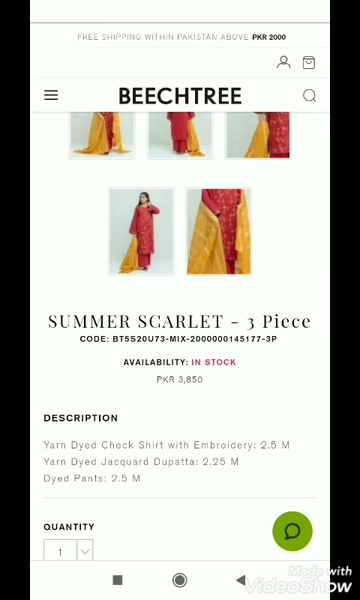 FREE SHIPPING WITHIN PAKISTAN ABOVE PKR 2000
BEECHTREE
SUMMER SCARLET - 3 Piece
CODE: BT5S20U73-MIX-2000000145177-3P
AVAILABILITY: IN STOCK
PKR 3,850
DESCRIPTION
Yarn Dyed Check Shirt with Embroidery: 2.5 M
Yarn Dyed Jacquard Dupatta: 2.25 M
Dyed Pants: 2.5 M
QUANTITY
1
Made with
VideoShow